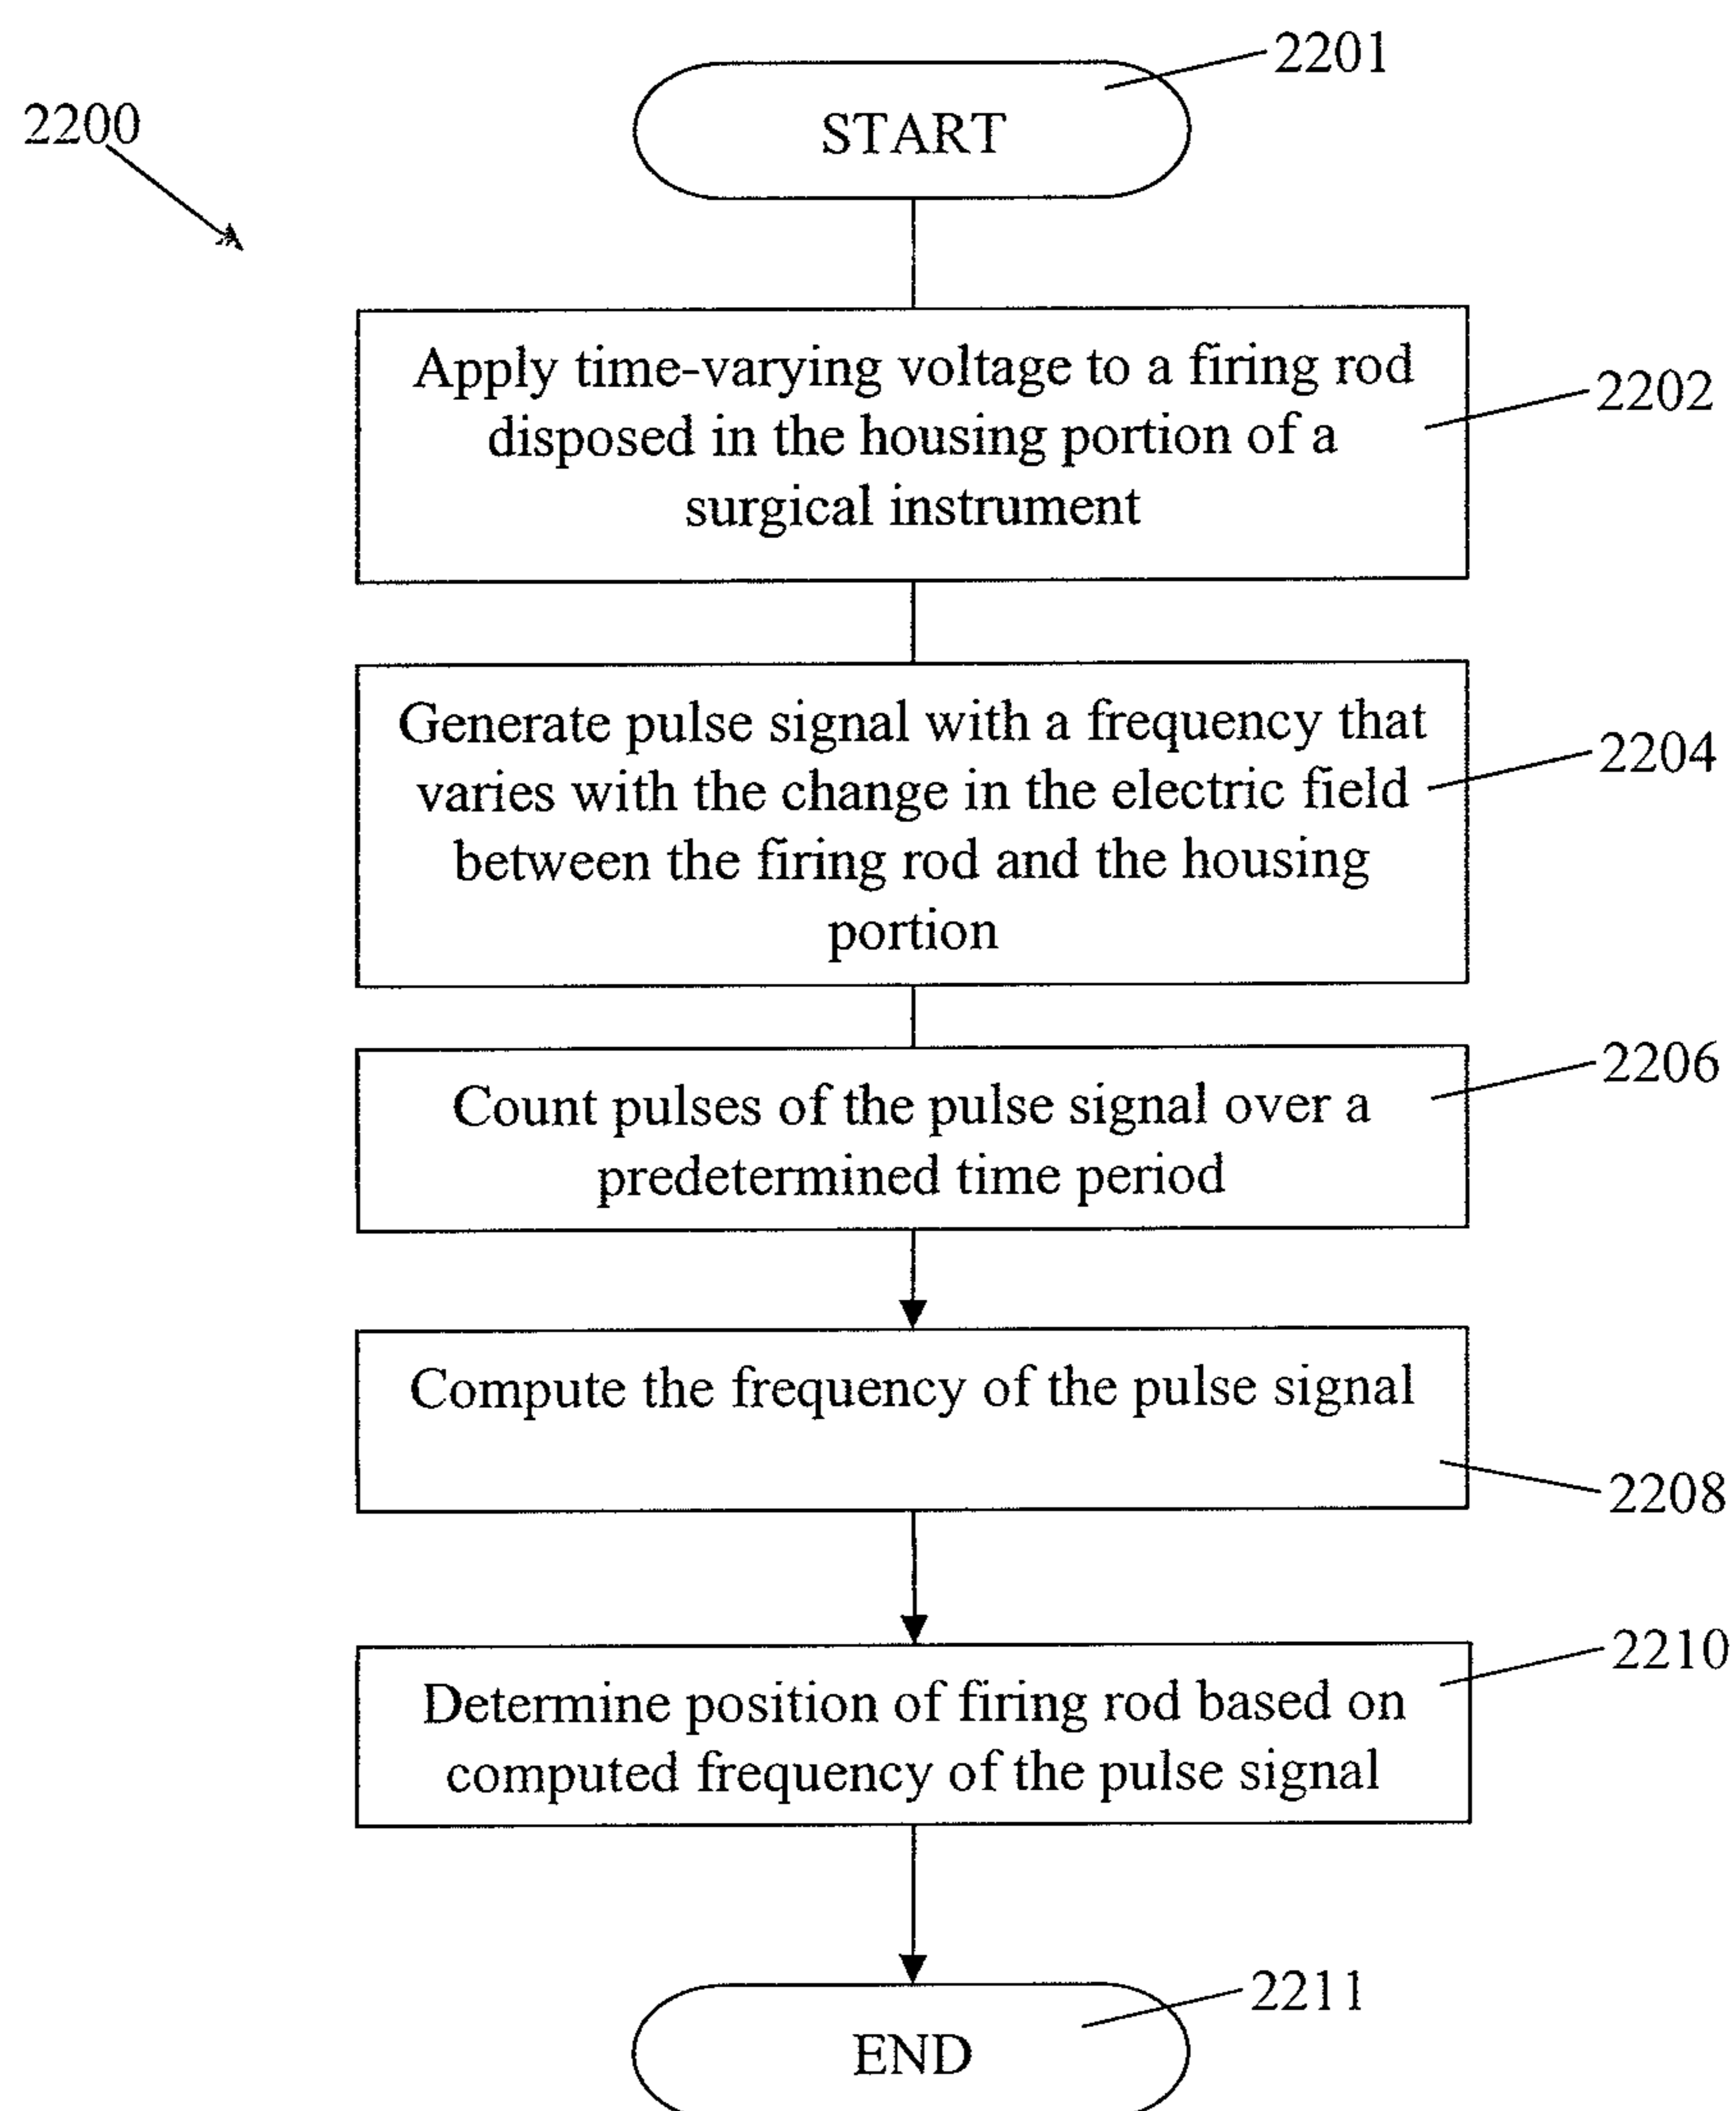 2201
2200
START
Apply time-varying voltage to a firing rod
disposed in the housing portion of a
surgical instrument
2202
Generate pulse signal with a frequency that
varies with the change in the electric field
between the firing rod and the housing
portion
2204
2206
Count pulses of the pulse signal over a
predetermined time period
Compute the frequency of the pulse signal
2208
2210
Determine position of firing rod based on
computed frequency of the pulse signal
2211
END